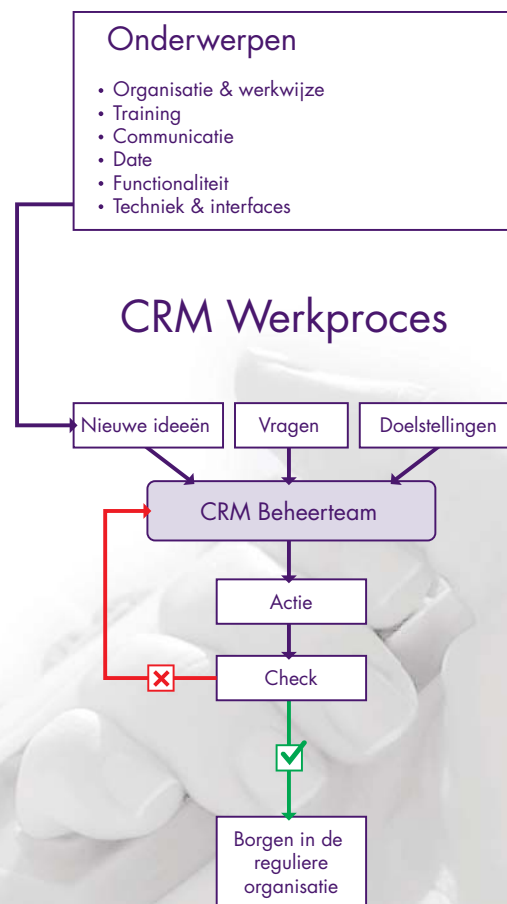 Onderwerpen
• Organisatie & werkwijze
• Training
• Communicatie
• Date
• Functionaliteit
• Techniek & interfaces
CRM Werkproces
Nieuwe ideeën
Vragen
Doelstellingen
CRM Beheerteam
Actie
Check
Borgen in de
reguliere
organisatie